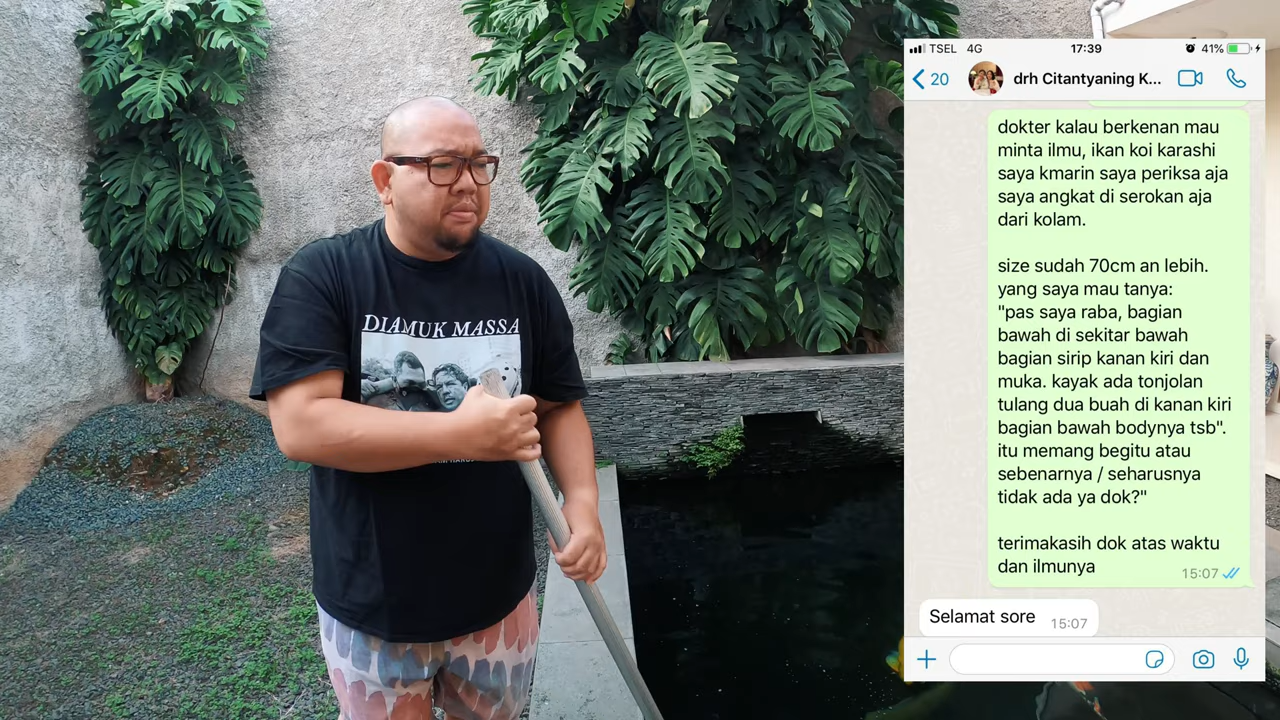 DIAMUK MASSA
TSEL 4G 17:39 41%
20 drh Citantyaning K...
dokter kalau berkenan mau
minta ilmu, ikan koi karashi
saya kmarin saya periksa aja
saya angkat di serokan aja
dari kolam.
size sudah 70cm an lebih.
yang saya mau tanya:
"pas saya raba, bagian
bawah di sekitar bawah
bagian sirip kanan kiri dan
muka. kayak ada tonjolan
tulang dua buah di kanan kiri
bagian bawah bodynya tsb".
itu memang begitu atau
sebenarnya / seharusnya
tidak ada ya dok?"
terimakasih dok atas waktu
dan ilmunya
15:07
Selamat sore 15:07